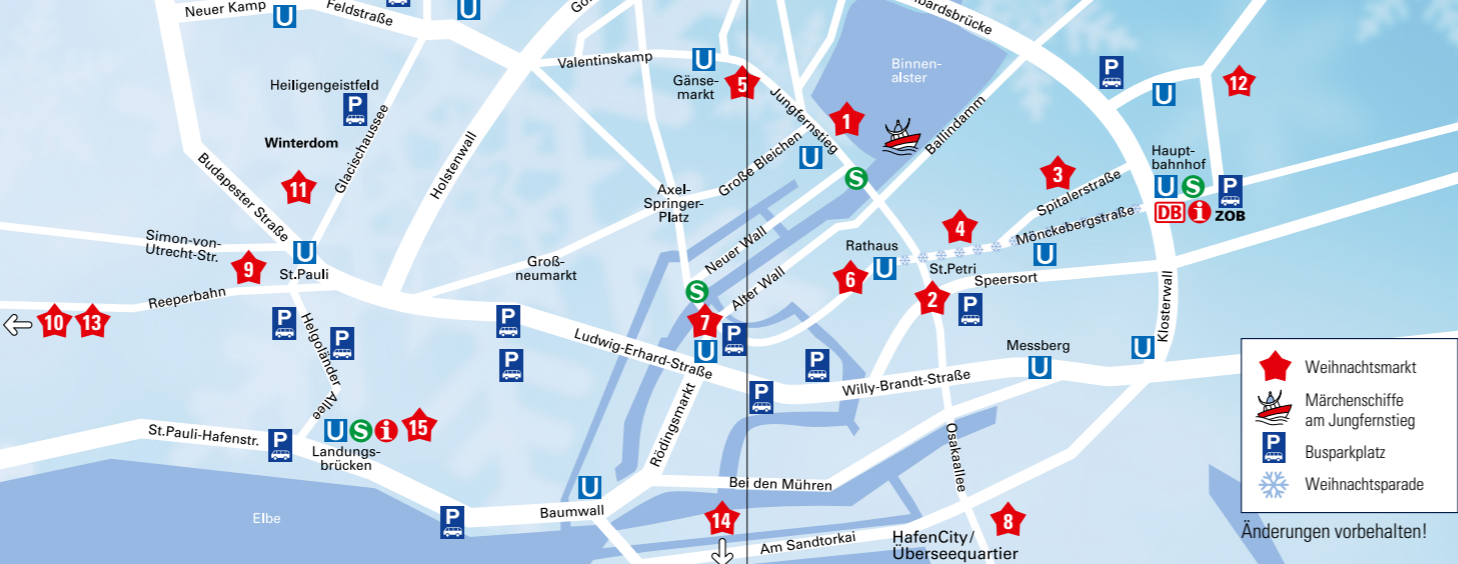 Neuer Kamp
U
Feldstraße
U
bardsbrücke
Valentinskamp
U
Gänse-
markt
5
Binnen-
alster
P
U
12
Heiligengeistfeld
P
Jungfernstieg
1
Ballindamm
Winterdom
Glacischaussee
Holstenwall
Große Bleichen
U
S
Budapester Straße
11
Axel-
Springer-
Platz
3
Spitalerstraße
Haupt-
bahnhof
U S
P
DB i ZOB
Mönckebergstraße
4
Simon-von-
Utrecht-Str.
U
St.Pauli
9
Neuer Wall
Rathaus
U
St.Petri
U
Groß-
neumarkt
Alter Wall
6
2
Speersort
P
Reeperbahn
S
7
P
U
10
13
P
Helgoländer
Allee
P
P
P
Ludwig-Erhard-Straße
P
P
Willy-Brandt-Straße
Messberg
U
U
Klosterwall
St.Pauli-Hafenstr.
P
U S i
15
Landungs-
brücken
Rödingsmarkt
Osakaallee
Elbe
P
U
Baumwall
Bei den Mühren
14
Am Sandtorkai
8
HafenCity/
Überseequartier
Weihnachtsmarkt
Märchenschiffe
am Jungfernstieg
P
Busparkplatz
Weihnachtsparade
Änderungen vorbehalten!